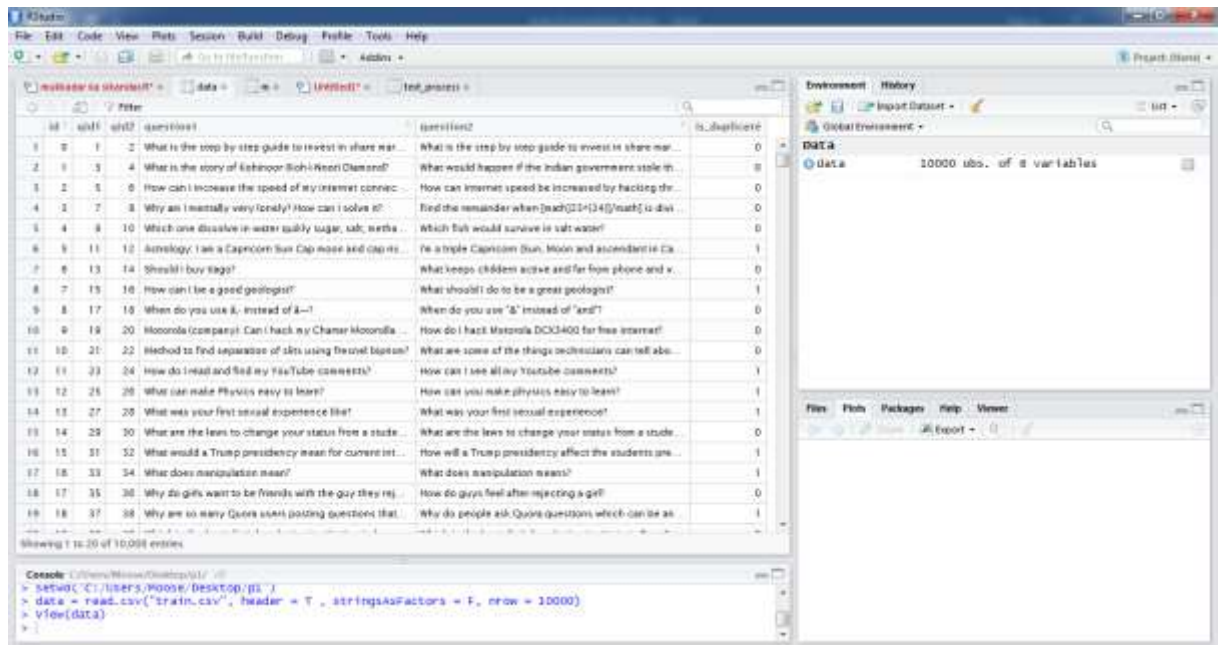 RStudio
File Edit Code View Plots Session Build Debug Profile Tools Help
Go to file/function Addins Project: (None)
data m Untitled1* text_process
Filter
id qid1 qid2 question1 question2 is_duplicate
1 0 1 2 What is the step by step guide to invest in share mar... What is the step by step guide to invest in share mar... 0
2 1 3 4 What is the story of Kohinoor (Koh-i-Noor) Diamond? What would happen if the Indian government stole th... 0
3 2 5 6 How can I increase the speed of my internet connec... How can Internet speed be increased by hacking thr... 0
4 3 7 8 Why am I mentally very lonely? How can I solve it? Find the remainder when [math]23^{24}[/math] is divi... 0
5 4 9 10 Which one dissolve in water quikly sugar, salt, metha... Which fish would survive in salt water? 0
6 5 11 12 Astrology: I am a Capricorn Sun Cap moon and cap ris... I'm a triple Capricorn (Sun, Moon and ascendant in Ca... 1
7 6 13 14 Should I buy tiago? What keeps childern active and far from phone and v... 0
8 7 15 16 How can I be a good geologist? What should I do to be a great geologist? 1
9 8 17 18 When do you use instead of When do you use "&" instead of "and"? 0
10 9 19 20 Motorola (company): Can I hack my Charter Motorolla ... How do I hack Motorola DCX3400 for free internet? 0
11 10 21 22 Method to find separation of slits using fresnel biprism? What are some of the things technicians can tell abo... 0
12 11 23 24 How do I read and find my YouTube comments? How can I see all my Youtube comments? 1
13 12 25 26 What can make Physics easy to learn? How can you make physics easy to learn? 1
14 13 27 28 What was your first sexual experience like? What was your first sexual experience? 1
15 14 29 30 What are the laws to change your status from a stude... What are the laws to change your status from a stude... 0
16 15 31 32 What would a Trump presidency mean for current int... How will a Trump presidency affect the students pre... 1
17 16 33 34 What does manipulation mean? What does manipulation means? 1
18 17 35 36 Why do girls want to be friends with the guy they rej... How do guys feel after rejecting a girl? 0
19 18 37 38 Why are so many Quora users posting questions that... Why do people ask Quora questions which can be an... 1
Showing 1 to 20 of 10,000 entries
Console C:/Users/Moose/Desktop/p1/
> setwd('C:/Users/Moose/Desktop/p1')
> data = read.csv("train.csv", header = T , stringsAsFactors = F, nrow = 10000)
> View(data)
>
Environment History
Import Dataset List
Global Environment
Data
data 10000 obs. of 6 variables
Files Plots Packages Help Viewer
Zoom Export